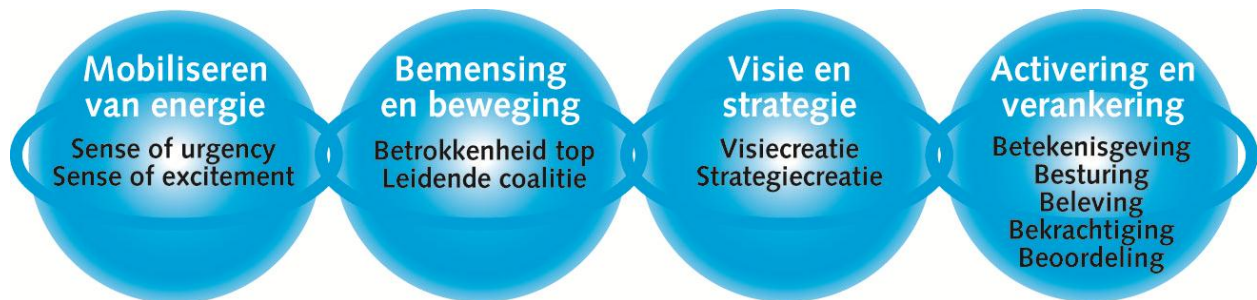 Mobiliseren
van energie
Sense of urgency
Sense of excitement
Bemensing
en beweging
Betrokkenheid top
Leidende coalitie
Visie en
strategie
Visiecreatie
Strategiecreatie
Activering en
verankering
Betekenisgeving
Besturing
Beleving
Bekrachtiging
Beoordeling